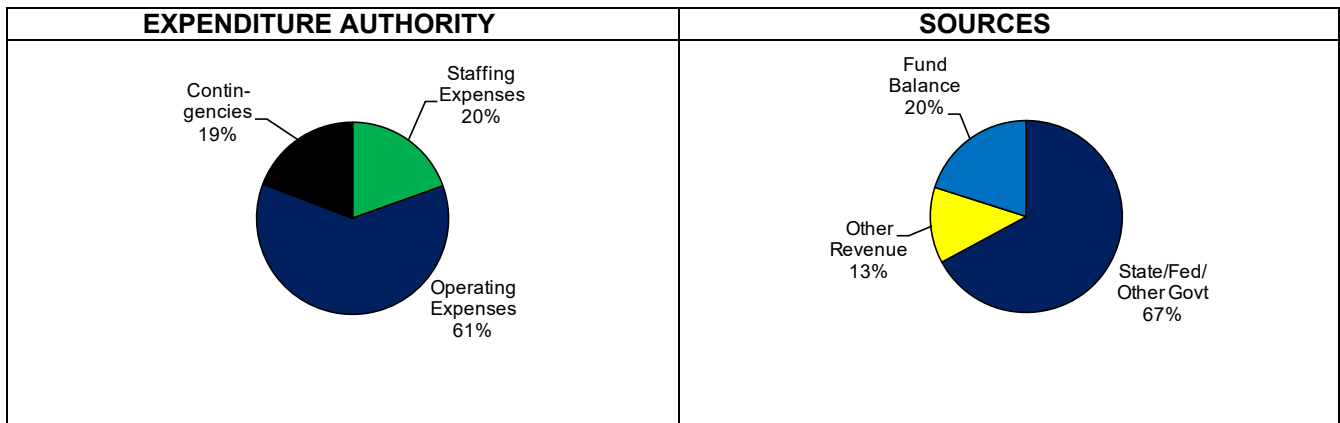 EXPENDITURE AUTHORITY
Contin-
gencies
19%
Staffing
Expenses
20%
Operating
Expenses
61%
SOURCES
Fund
Balance
20%
Other
Revenue
13%
State/Fed/
Other Govt
67%